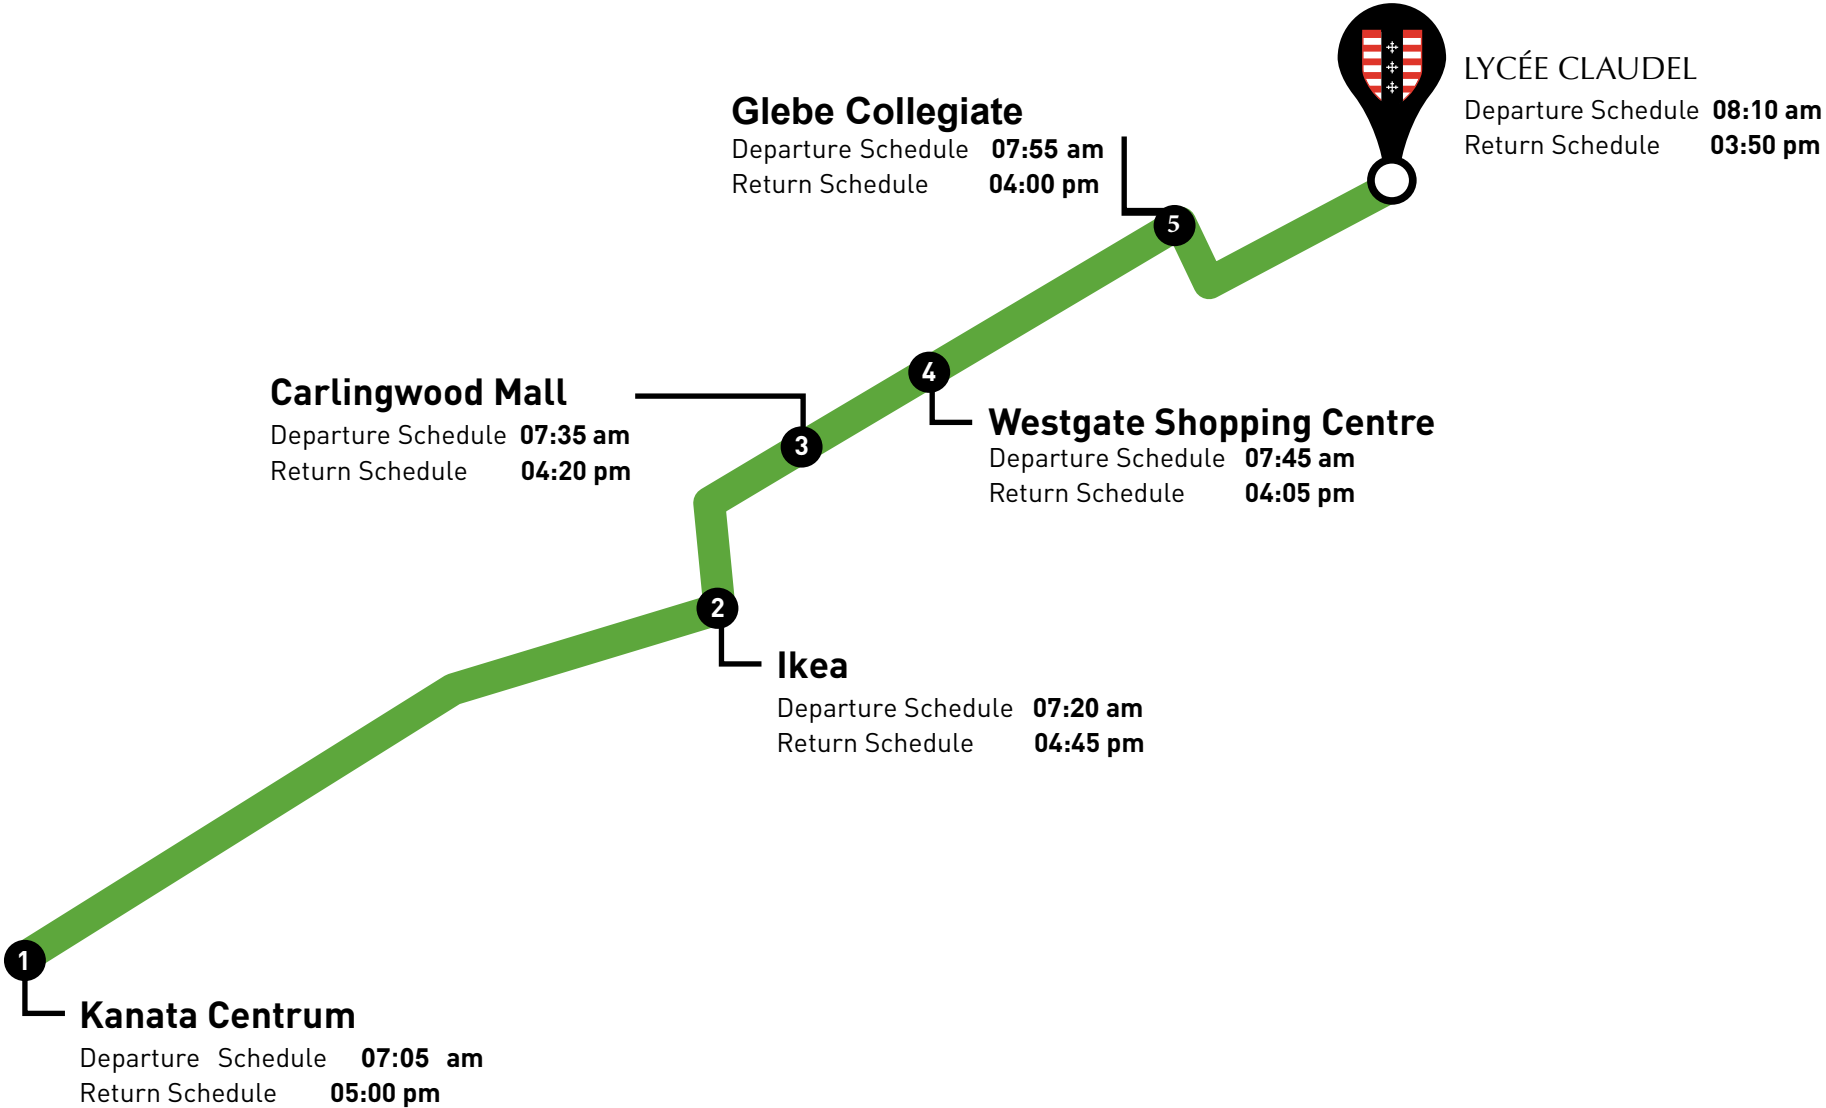 LYCÉE CLAUDEL
Departure Schedule 08:10 am
Return Schedule 03:50 pm
Glebe Collegiate
Departure Schedule 07:55 am
Return Schedule 04:00 pm
5
4
Carlingwood Mall
Departure Schedule 07:35 am
Return Schedule 04:20 pm
3
Westgate Shopping Centre
Departure Schedule 07:45 am
Return Schedule 04:05 pm
2
Ikea
Departure Schedule 07:20 am
Return Schedule 04:45 pm
1
Kanata Centrum
Departure Schedule 07:05 am
Return Schedule 05:00 pm